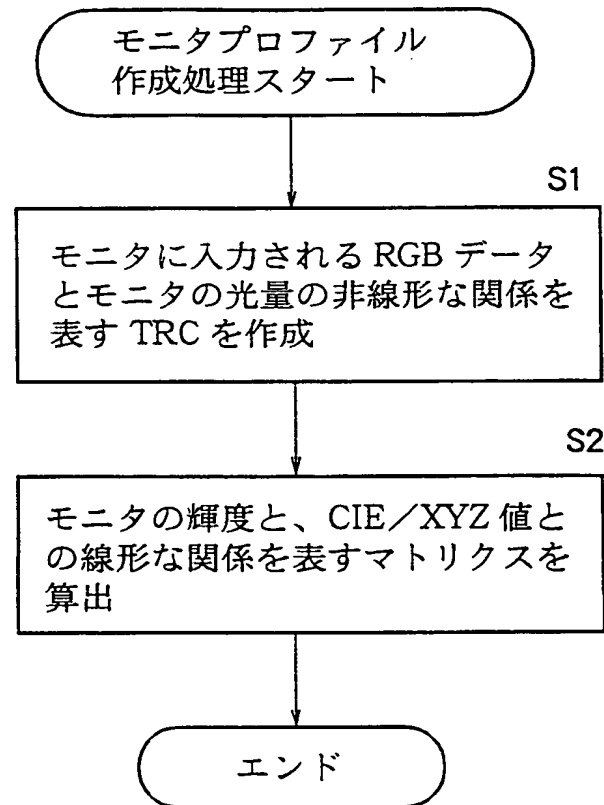 モニタプロファイル
作成処理スタート
S1
モニタに入力される RGB データ
とモニタの光量の非線形な関係を
表す TRC を作成
S2
モニタの輝度と、CIE／XYZ 値と
の線形な関係を表すマトリクスを
算出
エンド